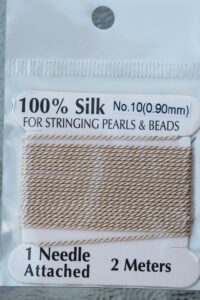 100% Silk No.10(0.90mm)
FOR STRINGING PEARLS & BEADS
1 Needle
Attached 2 Meters